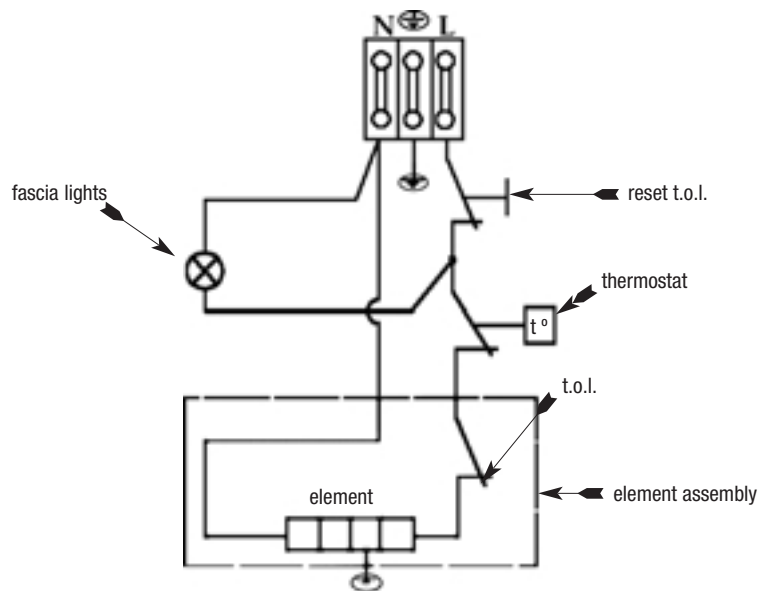 N L
fascia lights
reset t.o.l.
thermostat
t º
t.o.l.
element
element assembly